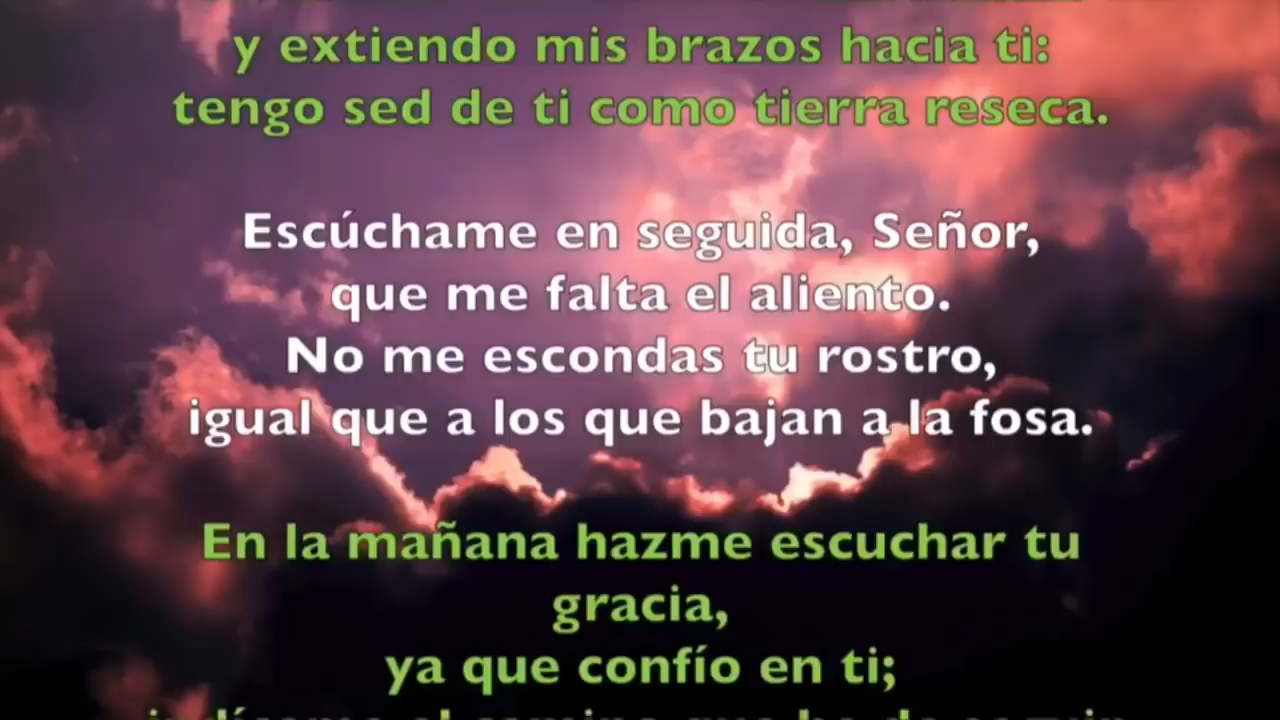 y extiendo mis brazos hacia ti:
tengo sed de ti como tierra reseca.
Escúchame en seguida, Señor,
que me falta el aliento.
No me escondas tu rostro,
igual que a los que bajan a la fosa.
En la mañana hazme escuchar tu
gracia,
ya que confío en ti;